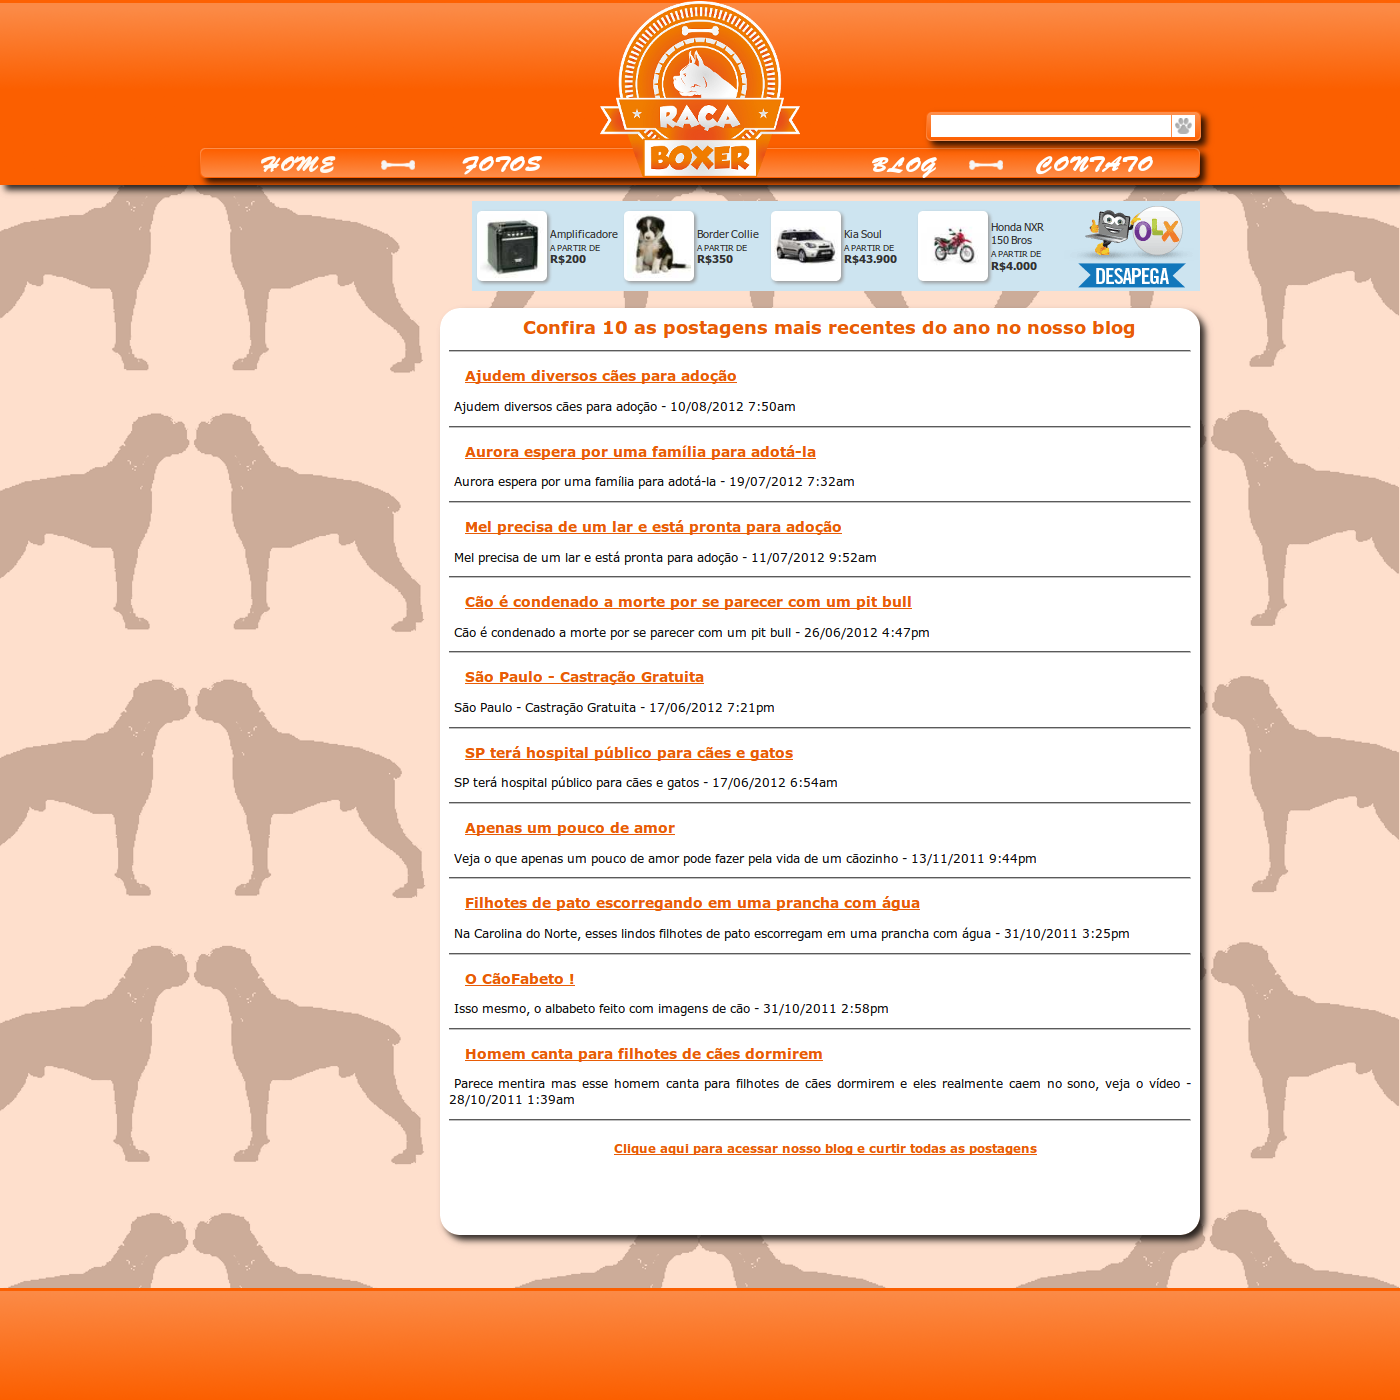 RAÇA
BOXER
HOME
FOTOS
BLOG
CONTATO
Amplificadore
A PARTIR DE
R$200
Border Collie
A PARTIR DE
R$350
Kia Soul
A PARTIR DE
R$43.900
Honda NXR
150 Bros
A PARTIR DE
R$4.000
OLX
DESAPEGA
Confira 10 as postagens mais recentes do ano no nosso blog
Ajudem diversos cães para adoção
Ajudem diversos cães para adoção - 10/08/2012 7:50am
Aurora espera por uma família para adotá-la
Aurora espera por uma família para adotá-la - 19/07/2012 7:32am
Mel precisa de um lar e está pronta para adoção
Mel precisa de um lar e está pronta para adoção - 11/07/2012 9:52am
Cão é condenado a morte por se parecer com um pit bull
Cão é condenado a morte por se parecer com um pit bull - 26/06/2012 4:47pm
São Paulo - Castração Gratuita
São Paulo - Castração Gratuita - 17/06/2012 7:21pm
SP terá hospital público para cães e gatos
SP terá hospital público para cães e gatos - 17/06/2012 6:54am
Apenas um pouco de amor
Veja o que apenas um pouco de amor pode fazer pela vida de um cãozinho - 13/11/2011 9:44pm
Filhotes de pato escorregando em uma prancha com água
Na Carolina do Norte, esses lindos filhotes de pato escorregam em uma prancha com água - 31/10/2011 3:25pm
O CãoFabeto !
Isso mesmo, o albabeto feito com imagens de cão - 31/10/2011 2:58pm
Homem canta para filhotes de cães dormirem
Parece mentira mas esse homem canta para filhotes de cães dormirem e eles realmente caem no sono, veja o vídeo -
28/10/2011 1:39am
Clique aqui para acessar nosso blog e curtir todas as postagens